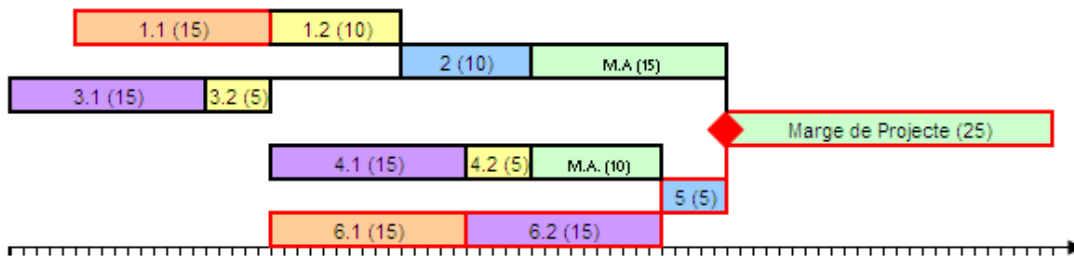 1.1 (15) 1.2 (10)
2 (10) M.A (15)
3.1 (15) 3.2 (5)
Marge de Projecte (25)
4.1 (15) 4.2 (5) M.A. (10)
5 (5)
6.1 (15) 6.2 (15)